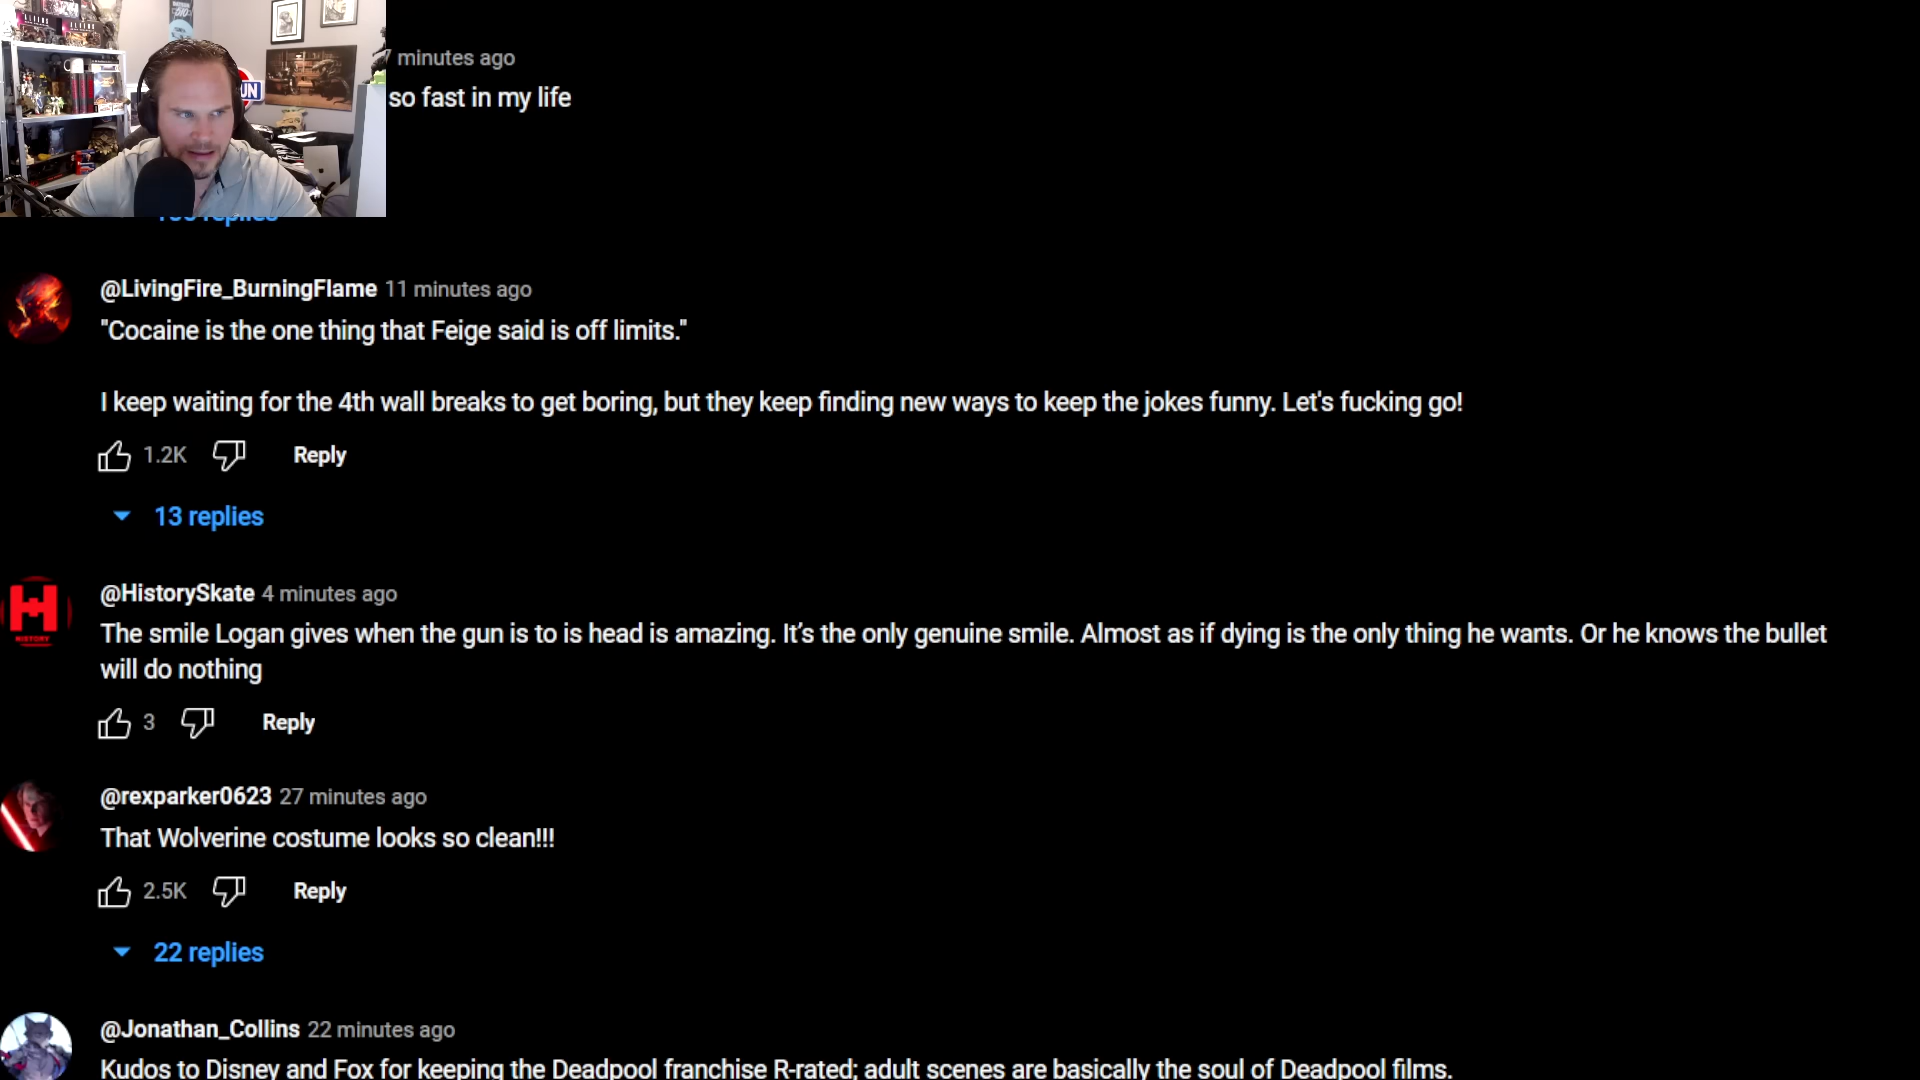 minutes ago
so fast in my life
replies
@LivingFire_BurningFlame 11 minutes ago
"Cocaine is the one thing that Feige said is off limits."
I keep waiting for the 4th wall breaks to get boring, but they keep finding new ways to keep the jokes funny. Let's fucking go!
1.2K Reply
13 replies
@HistorySkate 4 minutes ago
The smile Logan gives when the gun is to is head is amazing. It’s the only genuine smile. Almost as if dying is the only thing he wants. Or he knows the bullet
will do nothing
3 Reply
@rexparker0623 27 minutes ago
That Wolverine costume looks so clean!!!
2.5K Reply
22 replies
@Jonathan_Collins 22 minutes ago
Kudos to Disney and Fox for keeping the Deadpool franchise R-rated; adult scenes are basically the soul of Deadpool films.